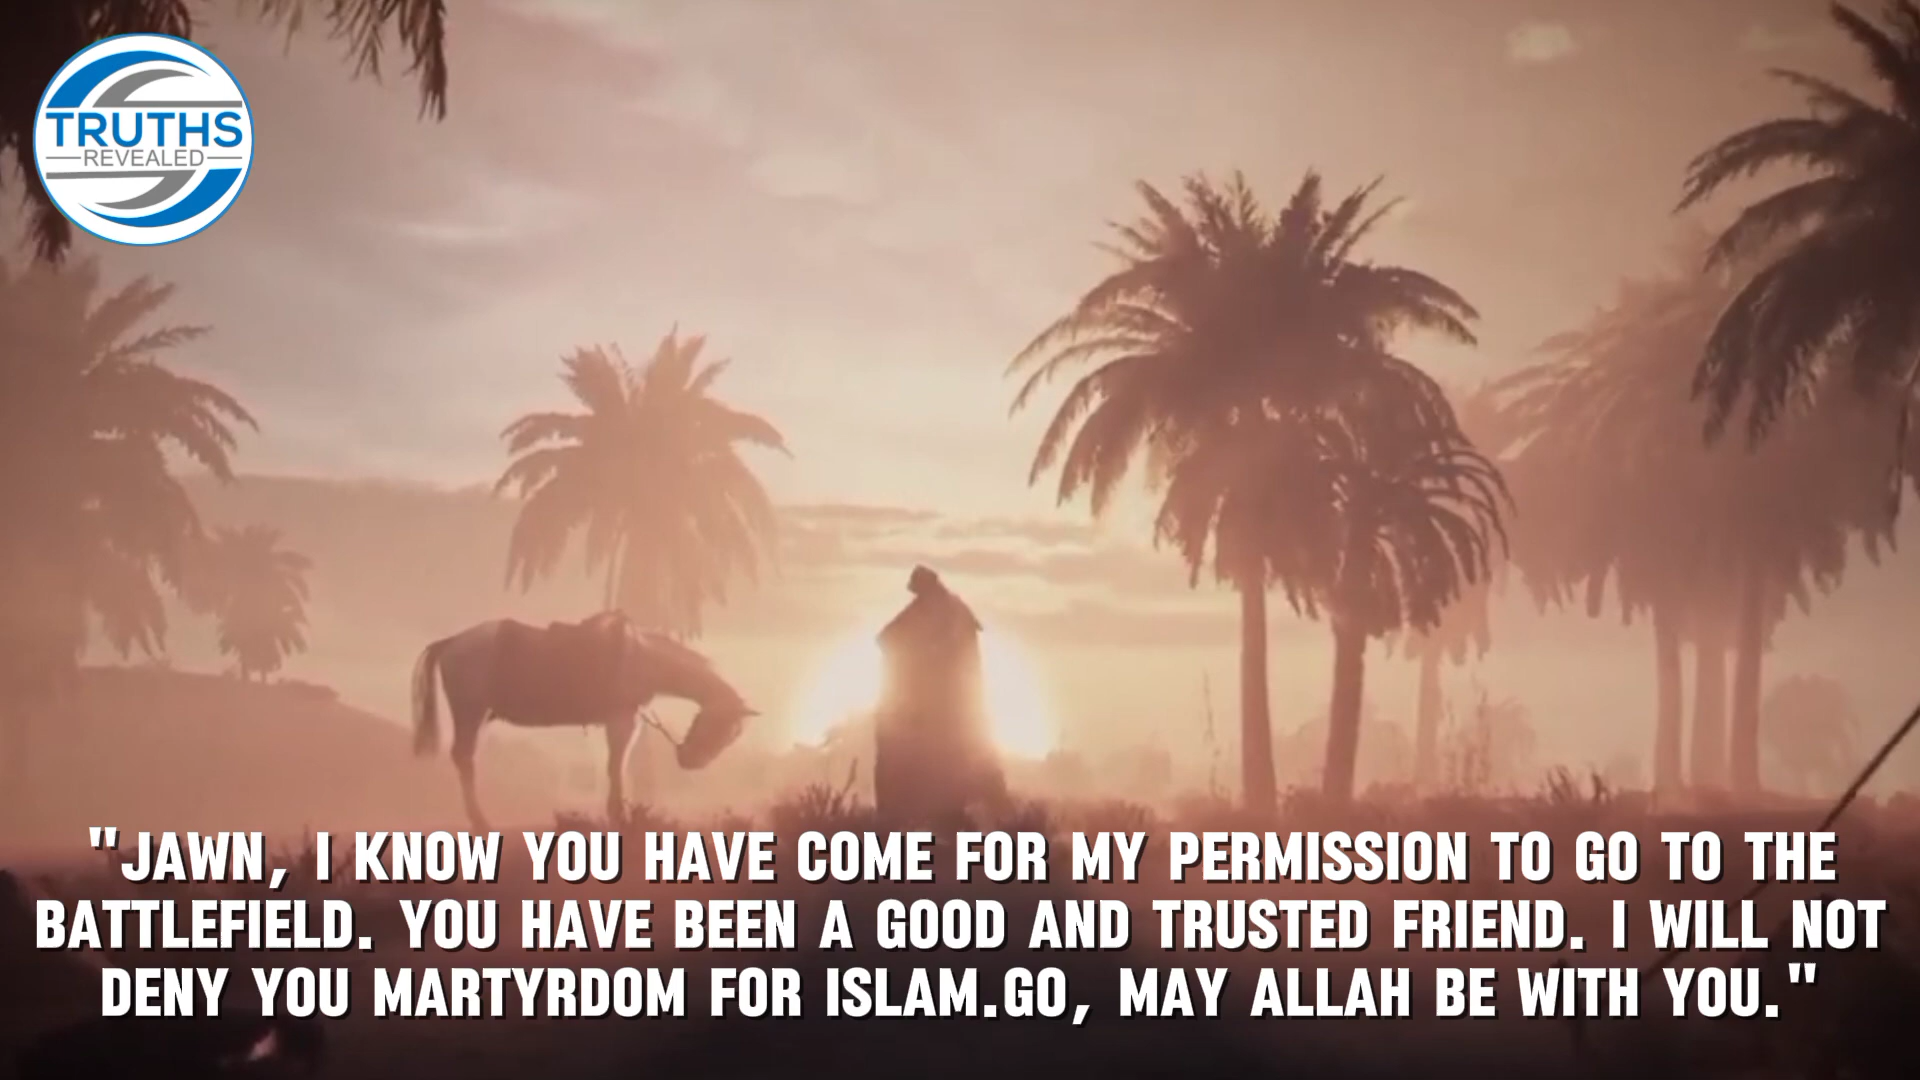 TRUTHS
REVEALED
"JAWN, I KNOW YOU HAVE COME FOR MY PERMISSION TO GO TO THE
BATTLEFIELD. YOU HAVE BEEN A GOOD AND TRUSTED FRIEND. I WILL NOT
DENY YOU MARTYRDOM FOR ISLAM.GO, MAY ALLAH BE WITH YOU."